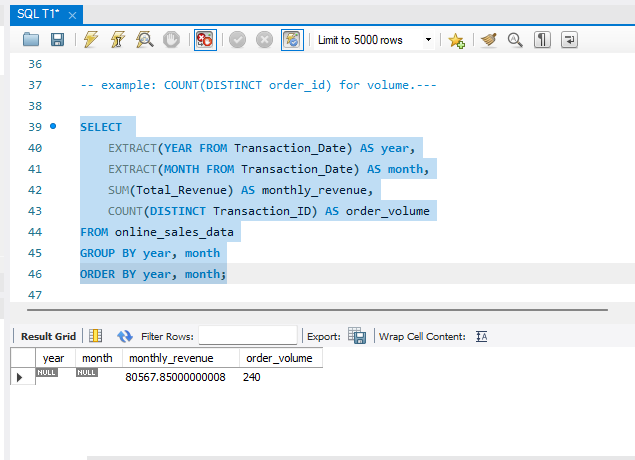 SQL T1*
Limit to 5000 rows
36
37 -- example: COUNT(DISTINCT order_id) for volume.---
38
39 SELECT
40 EXTRACT(YEAR FROM Transaction_Date) AS year,
41 EXTRACT(MONTH FROM Transaction_Date) AS month,
42 SUM(Total_Revenue) AS monthly_revenue,
43 COUNT(DISTINCT Transaction_ID) AS order_volume
44 FROM online_sales_data
45 GROUP BY year, month
46 ORDER BY year, month;
47
Result Grid Filter Rows: Export: Wrap Cell Content:
year month monthly_revenue order_volume
NULL NULL 80567.85000000008 240